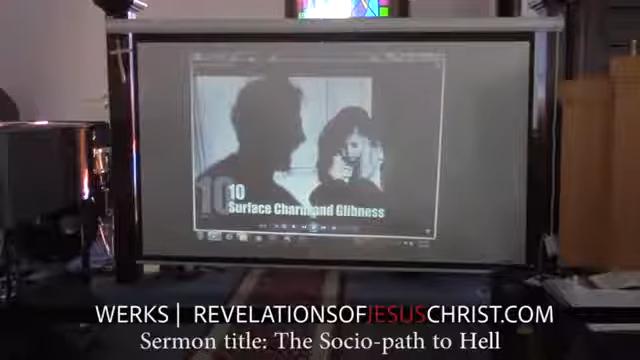 10
10
Surface Charm and Glibness
WERKS | REVELATIONSOFJESUSCHRIST.COM
Sermon title: The Socio-path to Hell